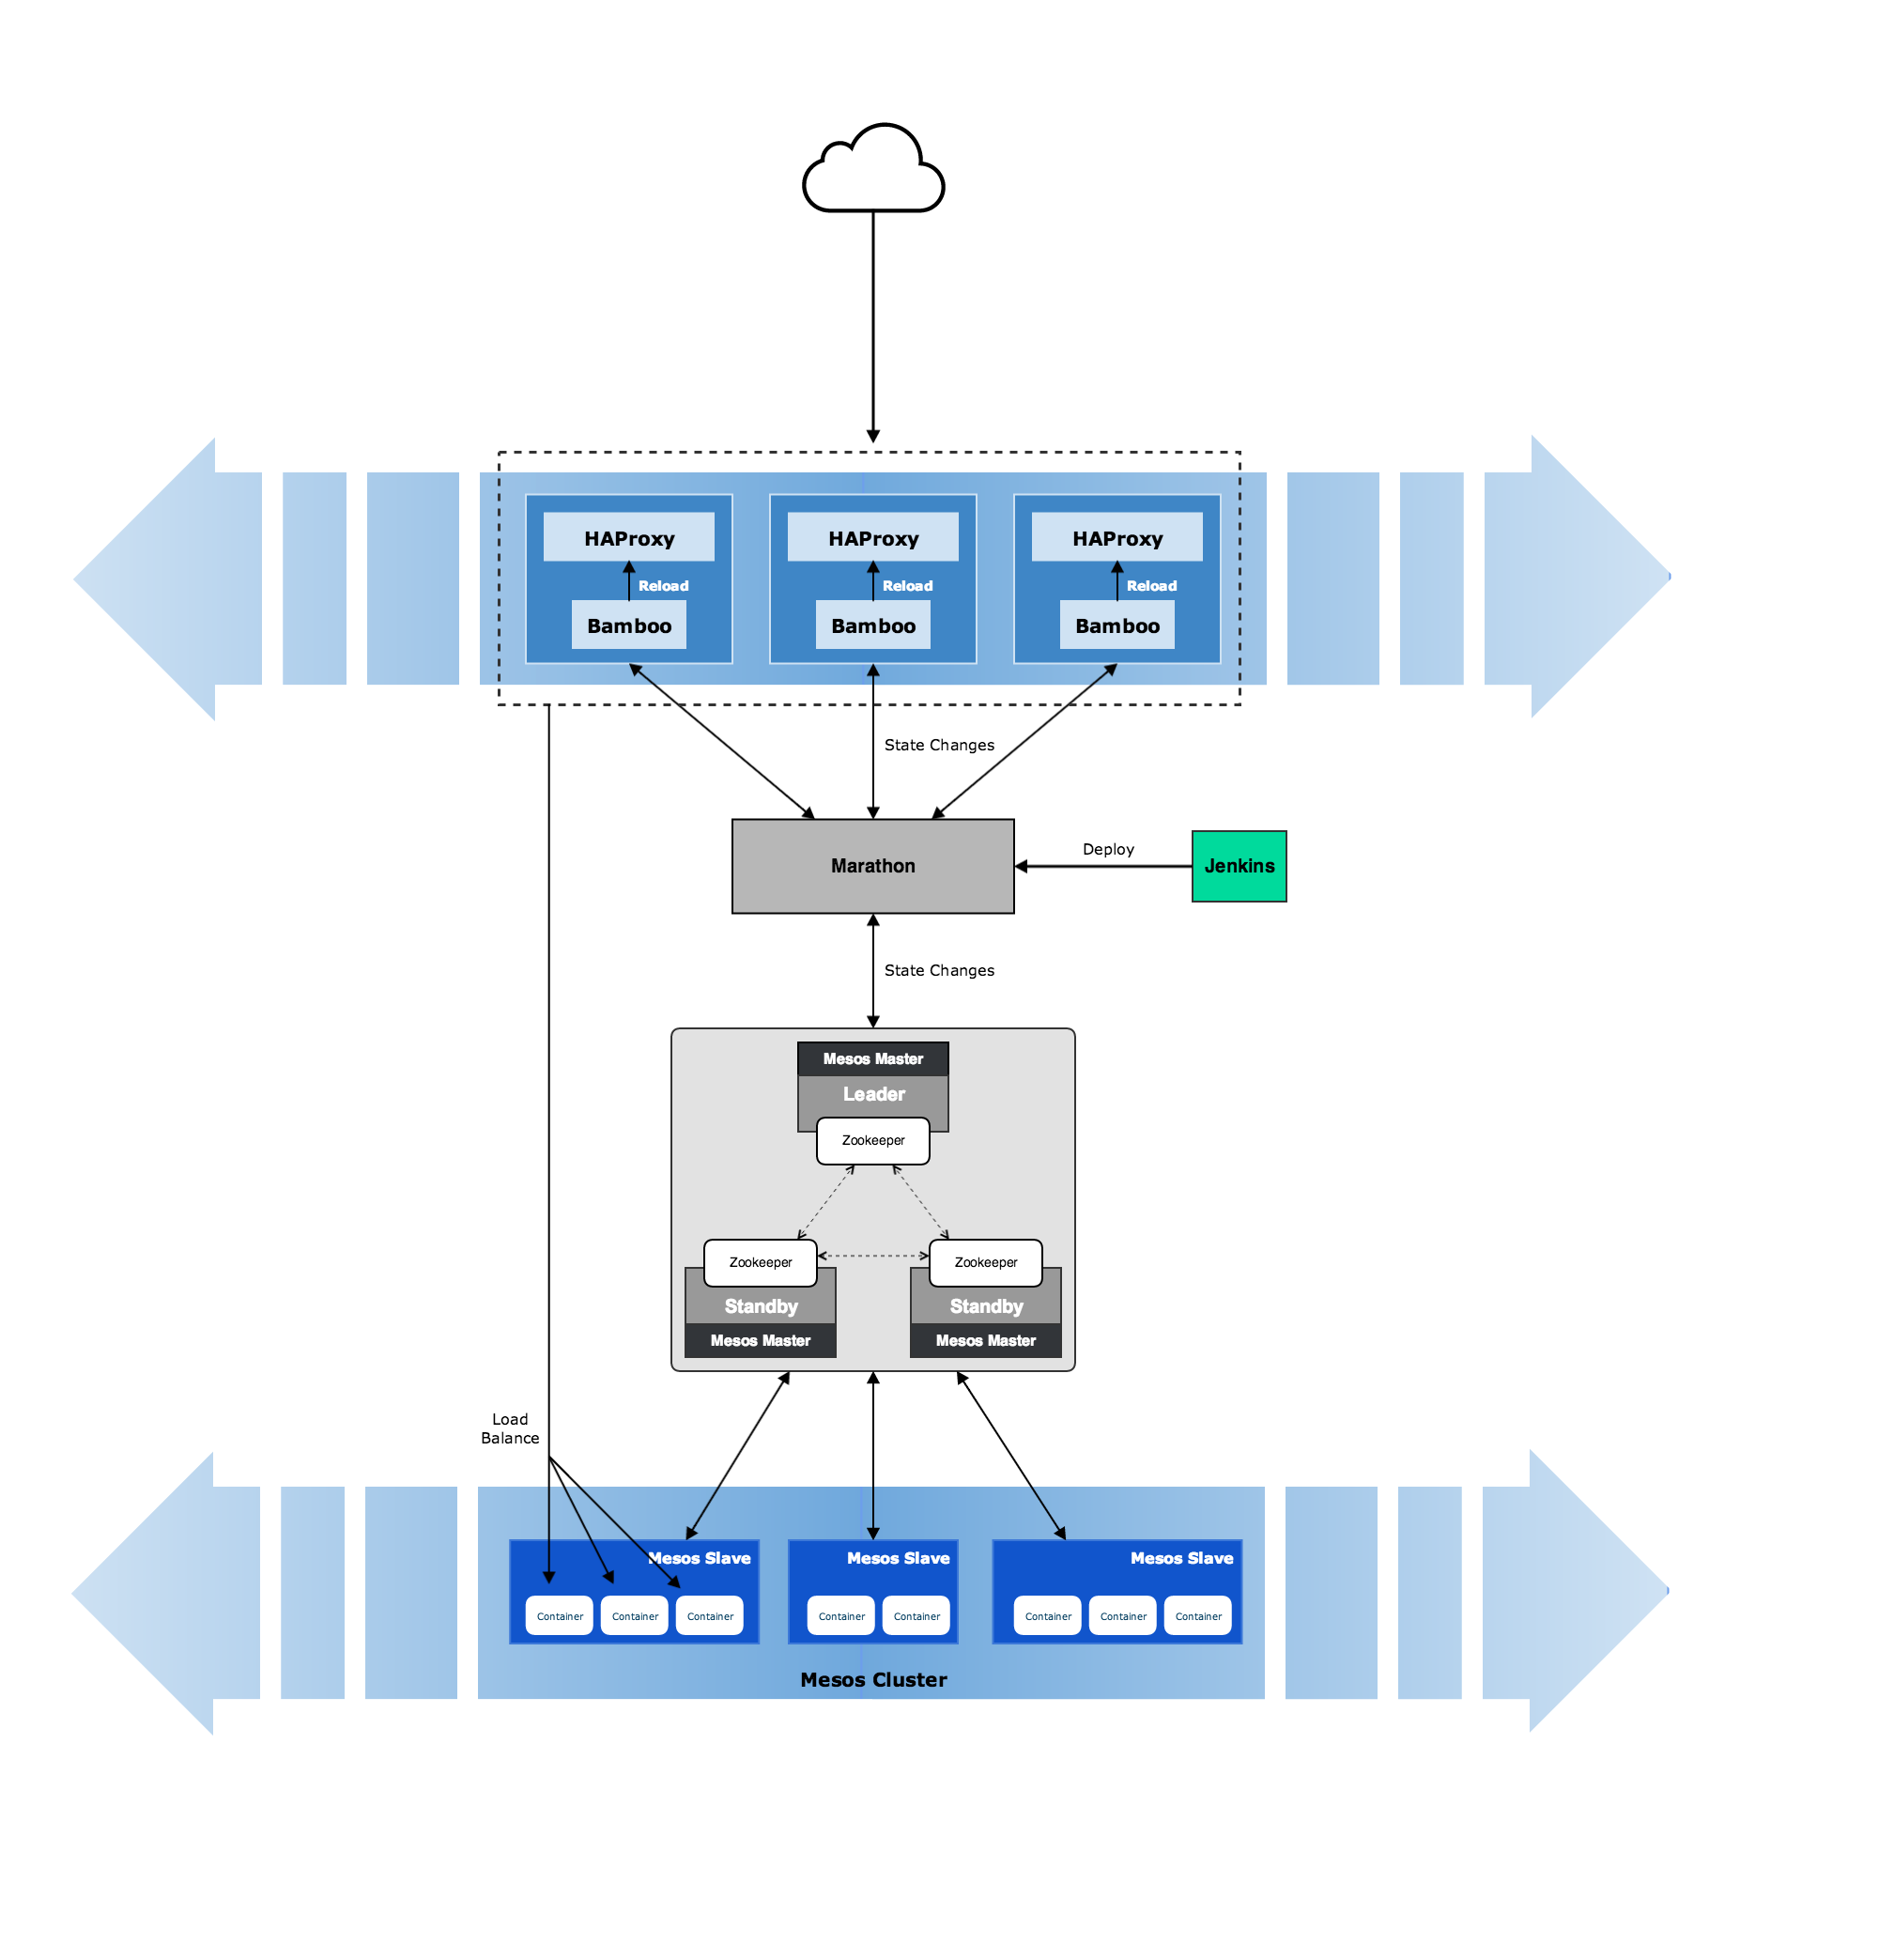 HAProxy
HAProxy
HAProxy
Reload
Reload
Reload
Bamboo
Bamboo
Bamboo
State Changes
Deploy
Marathon
Jenkins
State Changes
Mesos Master
Leader
Zookeeper
Zookeeper
Zookeeper
Standby
Standby
Mesos Master
Mesos Master
Load
Balance
Mesos Slave
Mesos Slave
Mesos Slave
Container
Container
Container
Container
Container
Container
Container
Container
Mesos Cluster